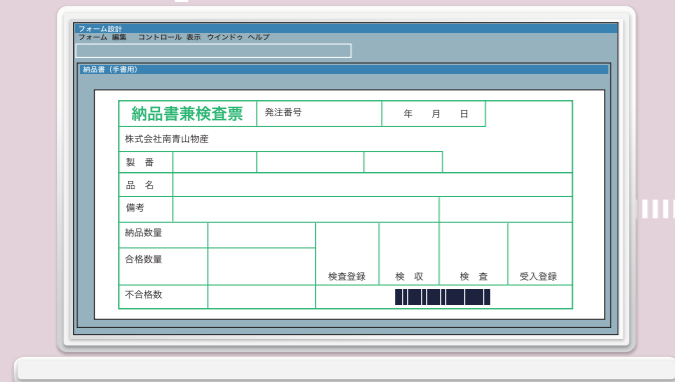 フォーム設計
フォーム 編集 コントロール 表示 ウインドゥ ヘルプ
納品書（手書用）
納品書兼検査票 発注番号 年 月 日
株式会社南青山物産
製 番
品 名
備考
納品数量
合格数量
検査登録 検 収 検 査 受入登録
不合格数